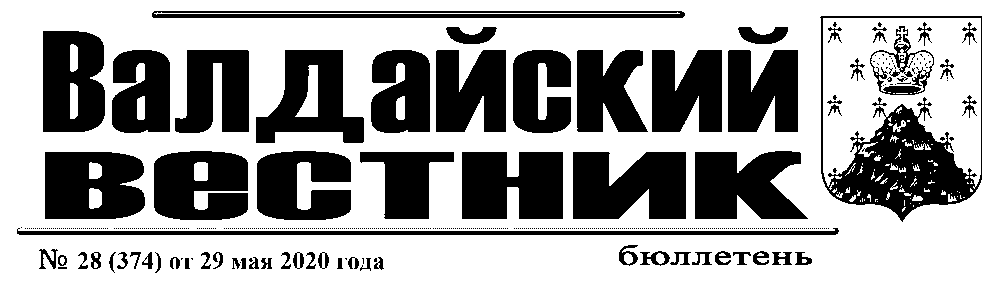 Валдайский
вестник
№ 28 (374) от 29 мая 2020 года
бюллетень